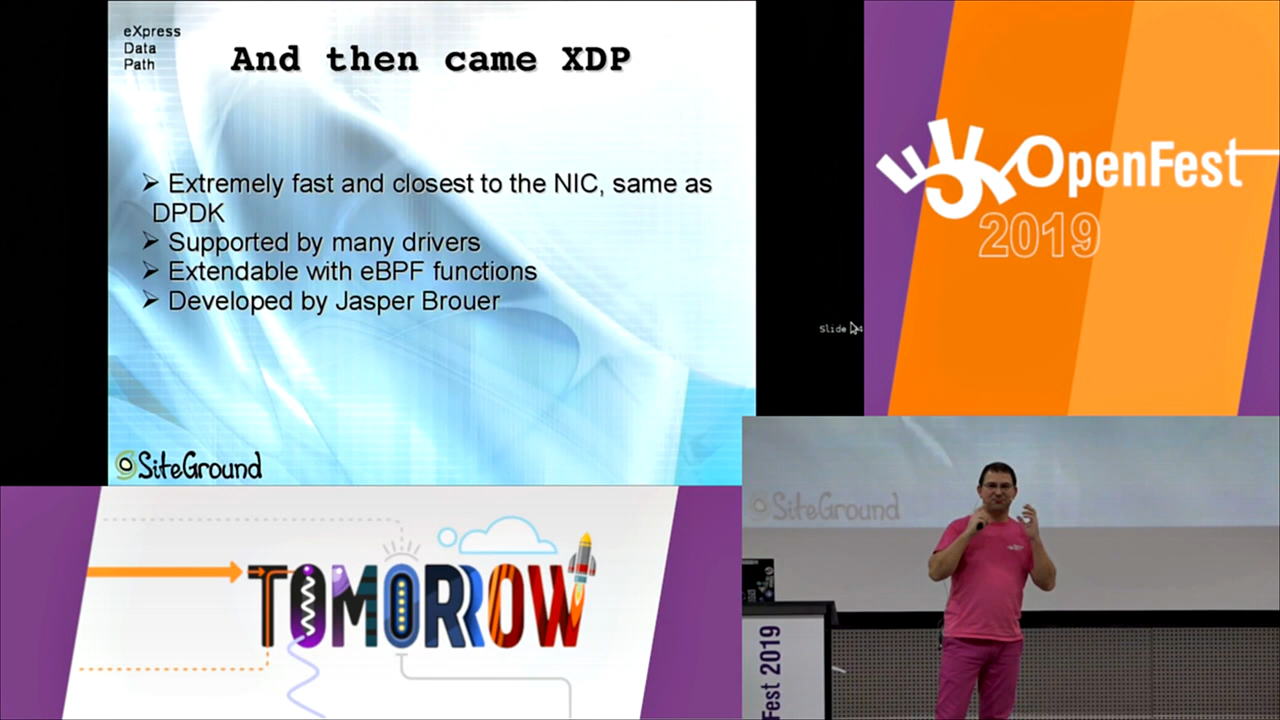 eXpress
Data
Path
And then came XDP
➢ Extremely fast and closest to the NIC, same as
DPDK
➢ Supported by many drivers
➢ Extendable with eBPF functions
➢ Developed by Jasper Brouer
SiteGround
OpenFest
2019
Slide
TOMORROW
SiteGround
Fest 2019